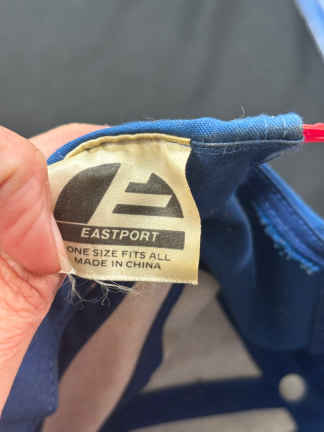 EASTPORT
ONE SIZE FITS ALL
MADE IN CHINA